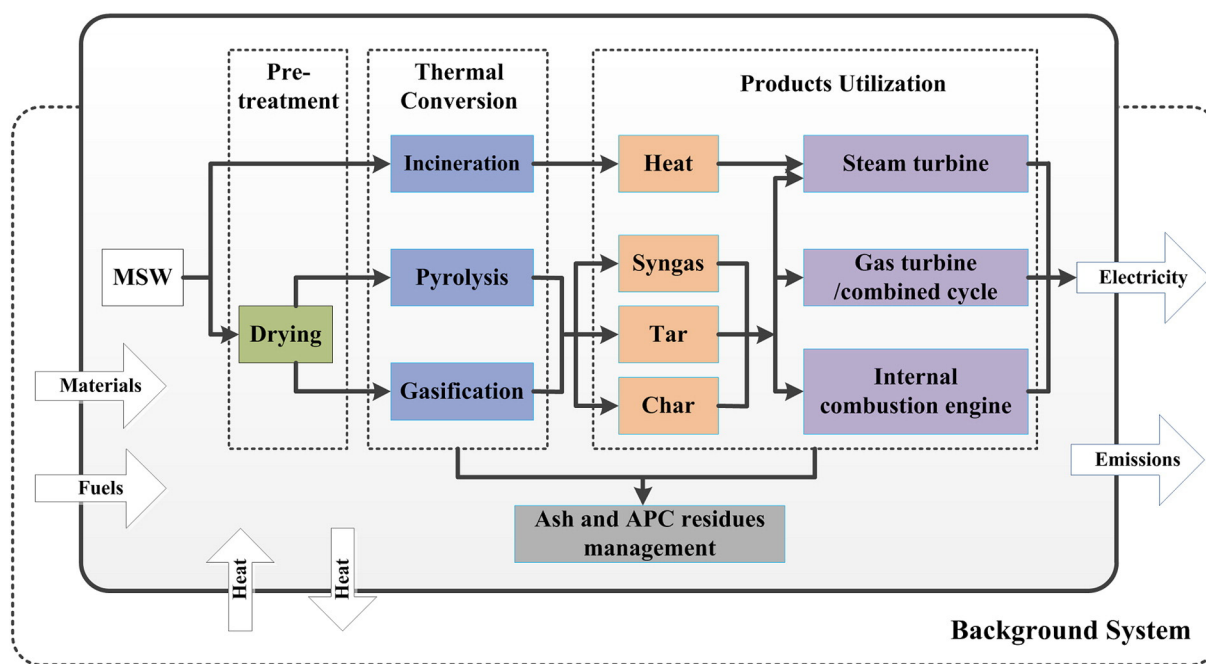 Pre-
treatment
Thermal
Conversion
Products Utilization
Incineration
Heat
Steam turbine
MSW
Pyrolysis
Syngas
Gas turbine
/combined cycle
Electricity
Drying
Tar
Materials
Gasification
Char
Internal
combustion engine
Fuels
Emissions
Ash and APC residues
management
Heat
Heat
Background System